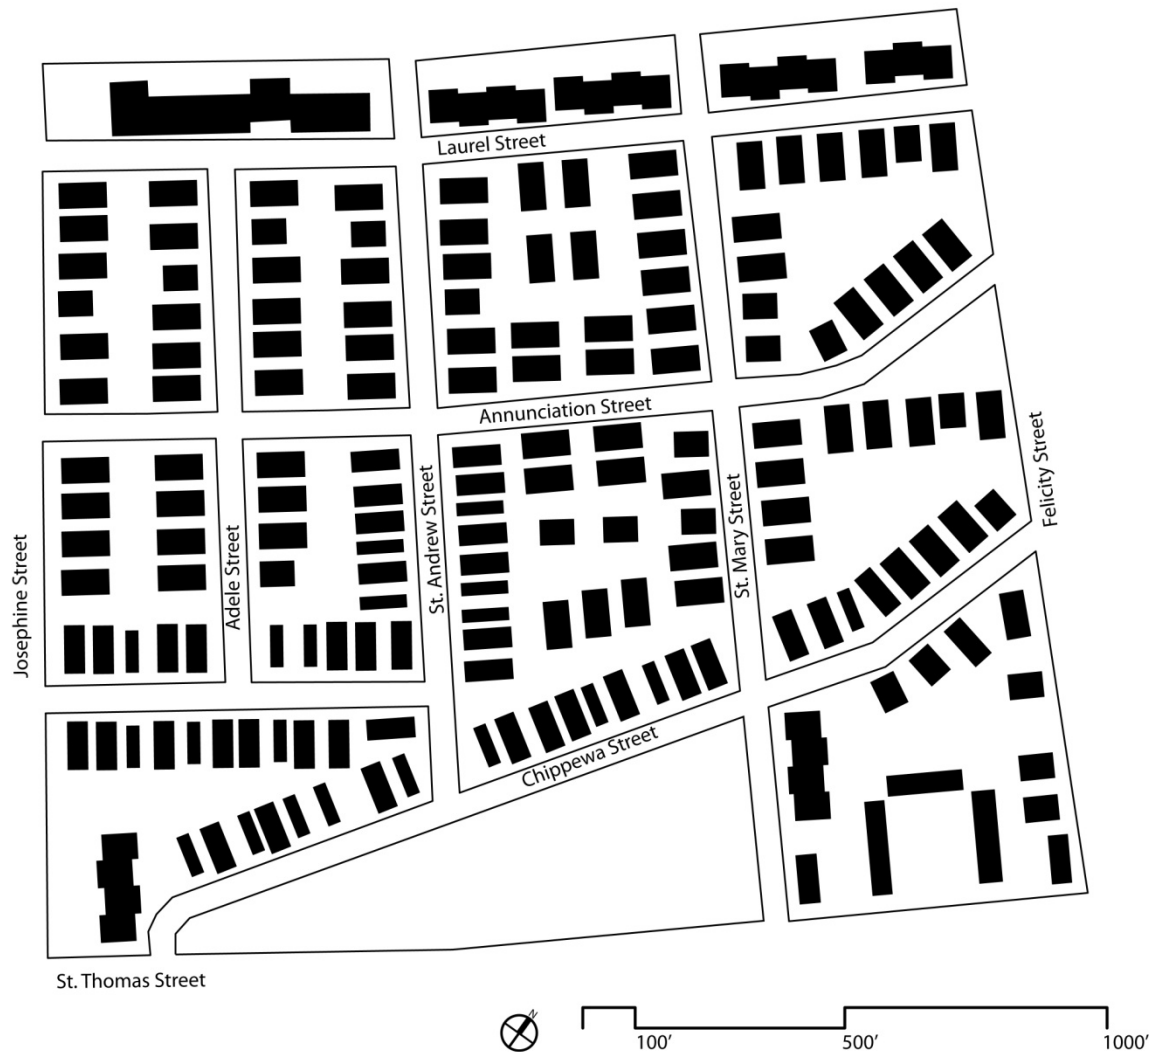 Laurel Street
Annunciation Street
Josephine Street
Adele Street
St. Andrew Street
St. Mary Street
Felicity Street
Chippewa Street
St. Thomas Street
N
100' 500' 1000'